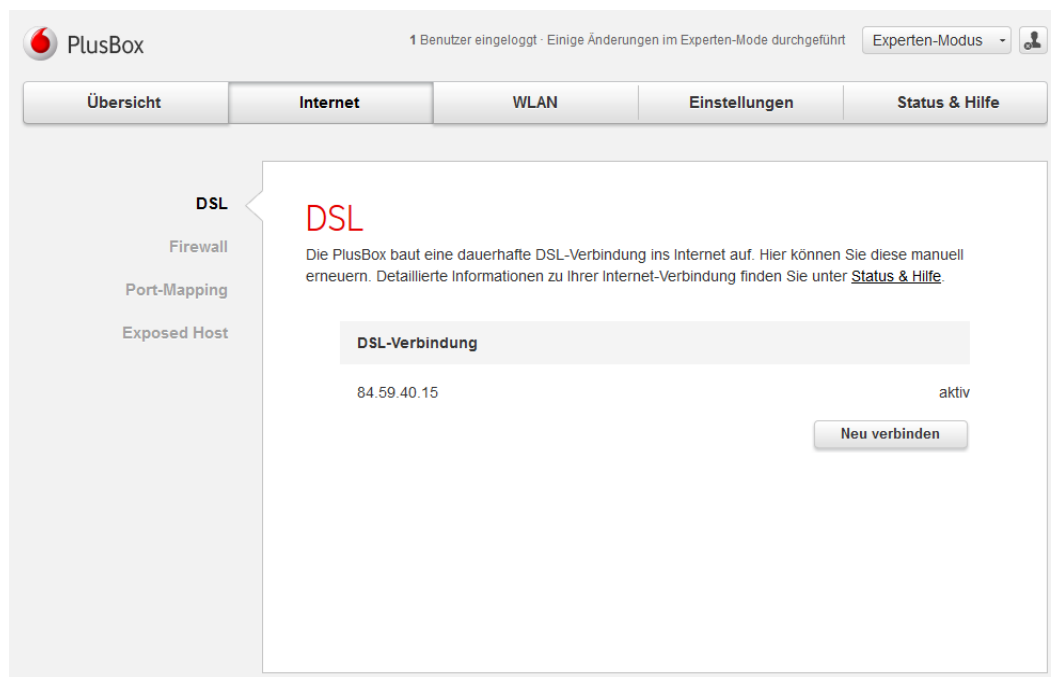 PlusBox
1 Benutzer eingeloggt · Einige Änderungen im Experten-Mode durchgeführt
Experten-Modus
Übersicht
Internet
WLAN
Einstellungen
Status & Hilfe
DSL
Firewall
Port-Mapping
Exposed Host
DSL
Die PlusBox baut eine dauerhafte DSL-Verbindung ins Internet auf. Hier können Sie diese manuell
erneuern. Detaillierte Informationen zu Ihrer Internet-Verbindung finden Sie unter Status & Hilfe.
DSL-Verbindung
84.59.40.15 aktiv
Neu verbinden